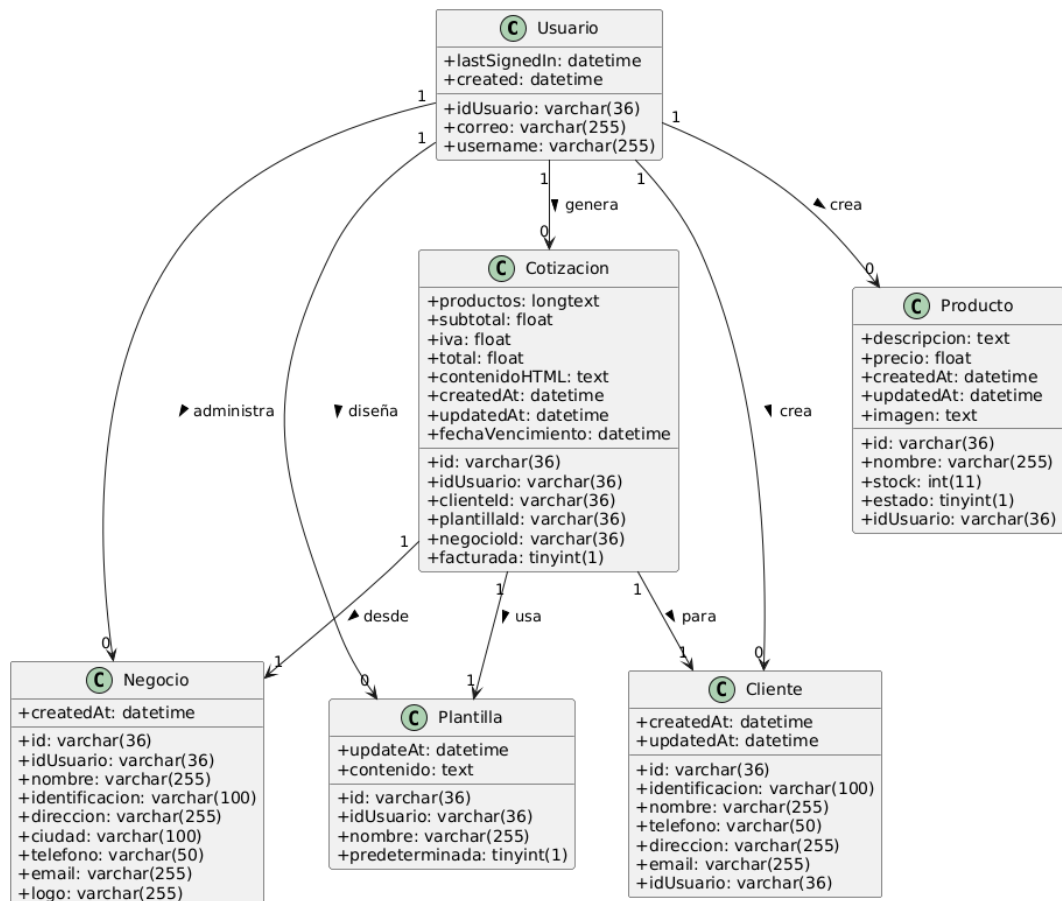 C Usuario
+lastSignedIn: datetime
+created: datetime
+idUsuario: varchar(36)
+correo: varchar(255)
+username: varchar(255)
1
1
1
1
1
genera
crea
0
0
C Cotizacion
+productos: longtext
+subtotal: float
+iva: float
+total: float
+contenidoHTML: text
+createdAt: datetime
+updatedAt: datetime
+fechaVencimiento: datetime
+id: varchar(36)
+idUsuario: varchar(36)
+clienteId: varchar(36)
+plantillaId: varchar(36)
+negocioId: varchar(36)
+facturada: tinyint(1)
C Producto
+descripcion: text
+precio: float
+createdAt: datetime
+updatedAt: datetime
+imagen: text
+id: varchar(36)
+nombre: varchar(255)
+stock: int(11)
+estado: tinyint(1)
+idUsuario: varchar(36)
administra
diseña
crea
1
1
1
desde
usa
para
0
1
0
1
1
0
C Negocio
+createdAt: datetime
+id: varchar(36)
+idUsuario: varchar(36)
+nombre: varchar(255)
+identificacion: varchar(100)
+direccion: varchar(255)
+ciudad: varchar(100)
+telefono: varchar(50)
+email: varchar(255)
+logo: varchar(255)
C Plantilla
+updateAt: datetime
+contenido: text
+id: varchar(36)
+idUsuario: varchar(36)
+nombre: varchar(255)
+predeterminada: tinyint(1)
C Cliente
+createdAt: datetime
+updatedAt: datetime
+id: varchar(36)
+identificacion: varchar(100)
+nombre: varchar(255)
+telefono: varchar(50)
+direccion: varchar(255)
+email: varchar(255)
+idUsuario: varchar(36)